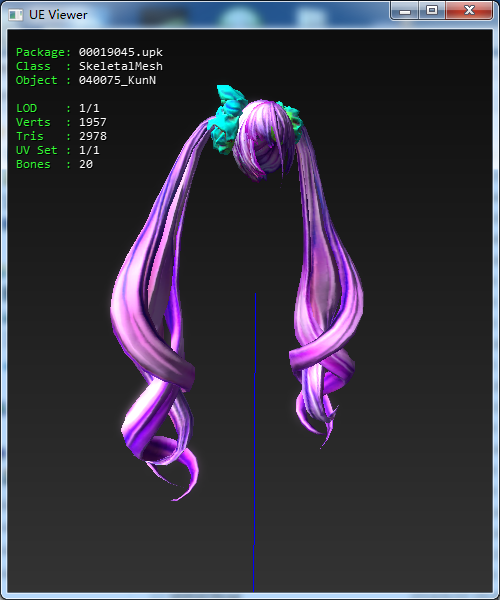 UE Viewer
Package: 00019045.upk
Class : SkeletalMesh
Object : 040075_KunN
LOD : 1/1
Verts : 1957
Tris : 2978
UV Set : 1/1
Bones : 20